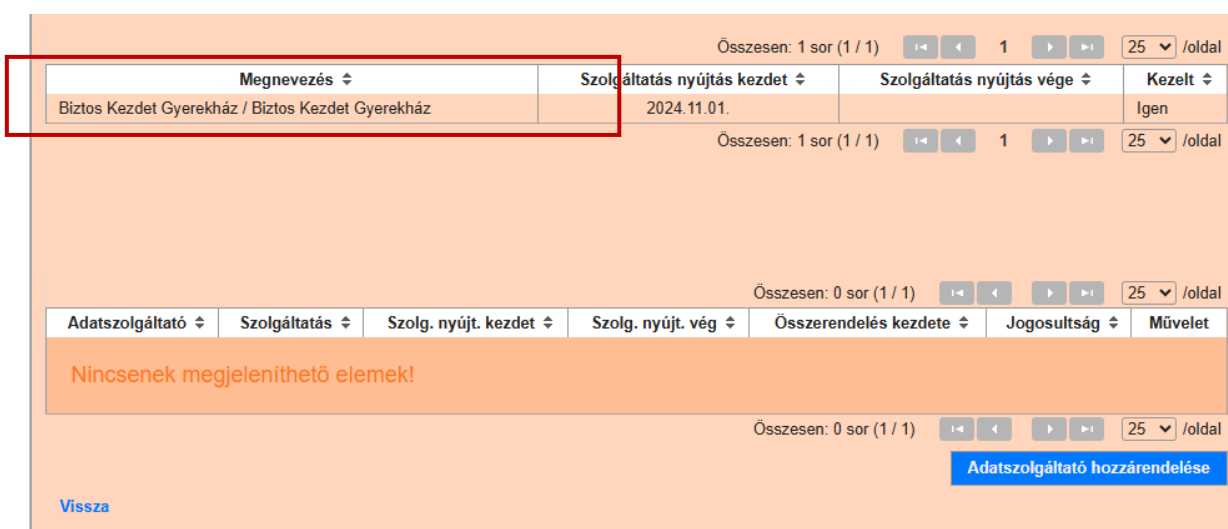 Összesen: 1 sor (1 / 1) 1 25 /oldal
Megnevezés Szolgáltatás nyújtás kezdet Szolgáltatás nyújtás vége Kezelt
Biztos Kezdet Gyerekház / Biztos Kezdet Gyerekház 2024.11.01. Igen
Összesen: 1 sor (1 / 1) 1 25 /oldal
Összesen: 0 sor (1 / 1) 25 /oldal
Adatszolgáltató Szolgáltatás Szolg. nyújt. kezdet Szolg. nyújt. vég Összerendelés kezdete Jogosultság Művelet
Nincsenek megjeleníthető elemek!
Összesen: 0 sor (1 / 1) 25 /oldal
Adatszolgáltató hozzárendelése
Vissza